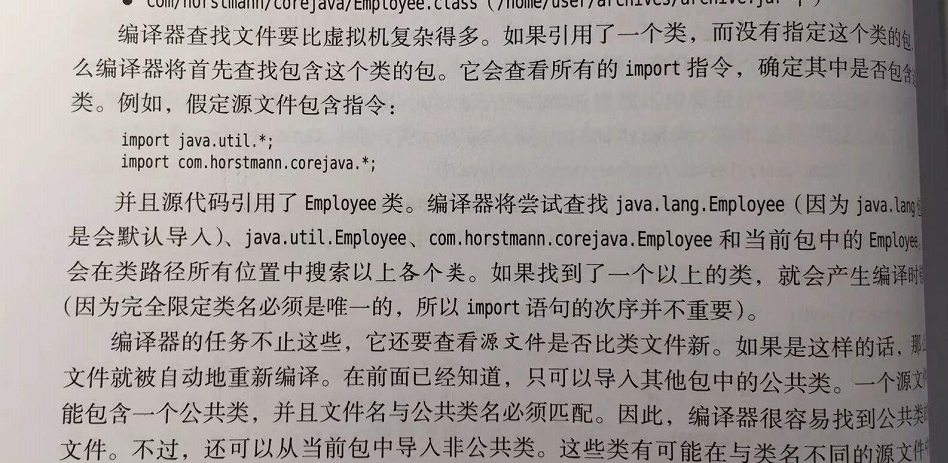 com/horstmann/corejava/Employee.class (/home/user/archives/archive.jar 中)
编译器查找文件要比虚拟机复杂得多。如果引用了一个类，而没有指定这个类的包，
么编译器将首先查找包含这个类的包。它会查看所有的 import 指令，确定其中是否包含
类。例如，假定源文件包含指令：
import java.util.*;
import com.horstmann.corejava.*;
并且源代码引用了 Employee 类。编译器将尝试查找 java.lang.Employee（因为 java.lang
是会默认导入）、java.util.Employee、com.horstmann.corejava.Employee 和当前包中的 Employee。
会在类路径所有位置中搜索以上各个类。如果找到了一个以上的类，就会产生编译时
（因为完全限定类名必须是唯一的，所以 import 语句的次序并不重要）。
编译器的任务不止这些，它还要查看源文件是否比类文件新。如果是这样的话，那
文件就被自动地重新编译。在前面已经知道，只可以导入其他包中的公共类。一个源文
能包含一个公共类，并且文件名与公共类名必须匹配。因此，编译器很容易找到公共类
文件。不过，还可以从当前包中导入非公共类。这些类有可能在与类名不同的源文件